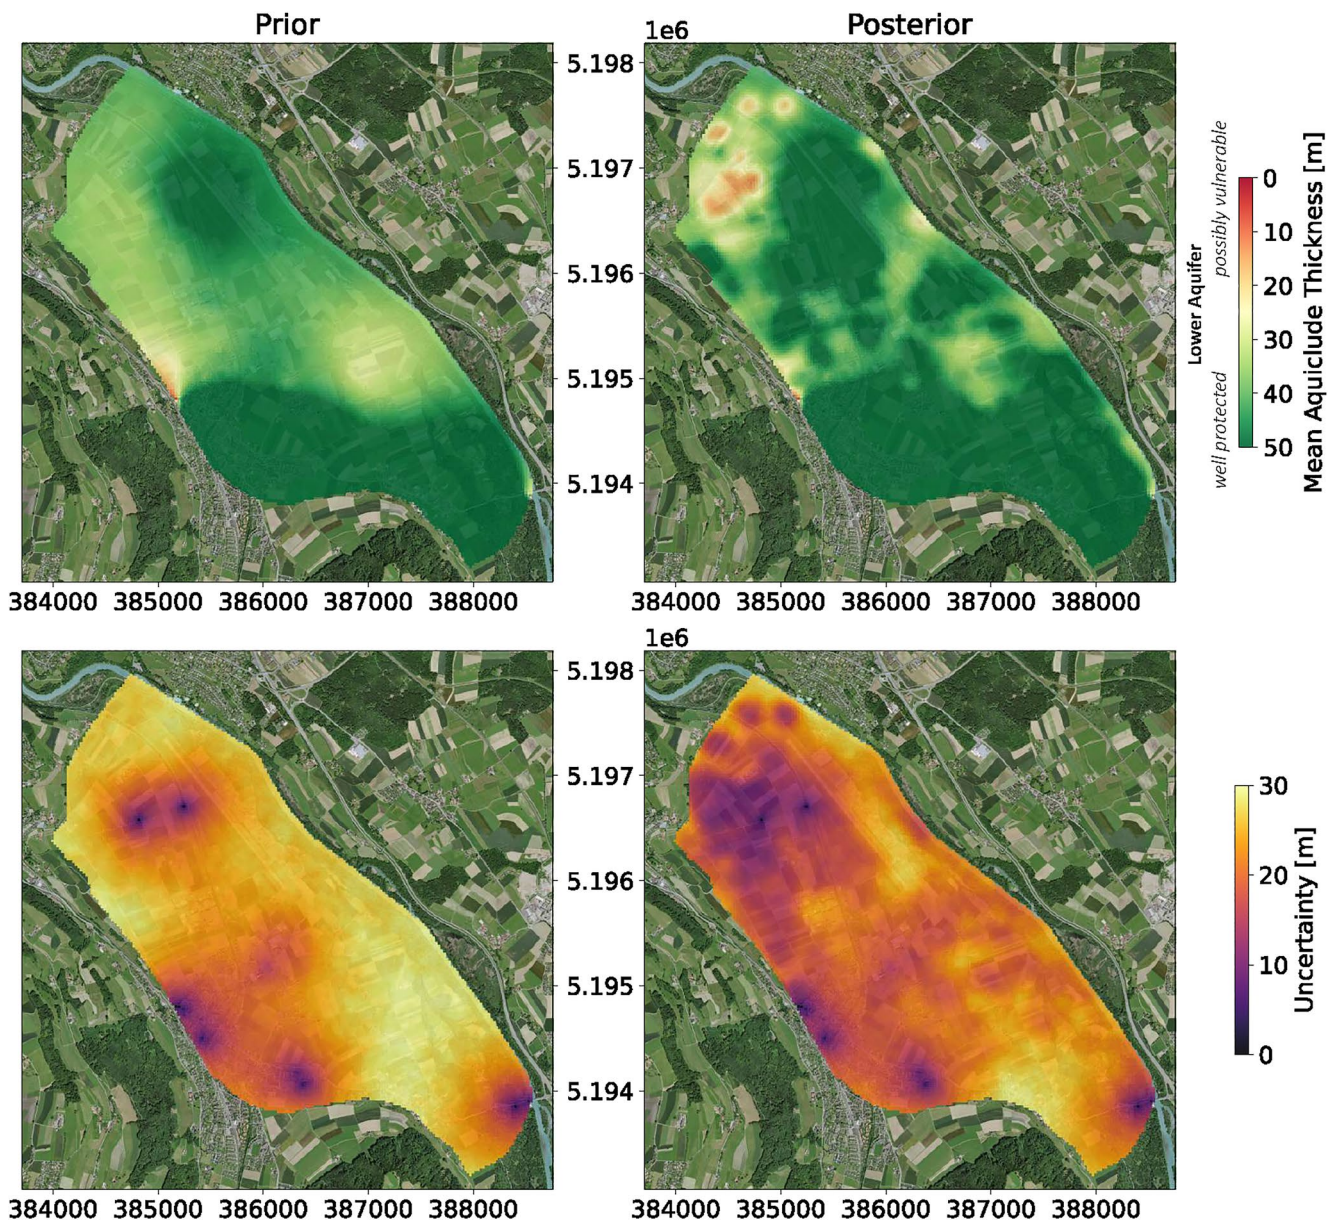 Prior
1e6
Posterior
5.198
5.197
5.196
5.195
5.194
384000 385000 386000 387000 388000
384000 385000 386000 387000 388000
possibly vulnerable
Lower Aquifer
well protected
0
10
20
30
40
50
Mean Aquiclude Thickness [m]
1e6
5.198
5.197
5.196
5.195
5.194
384000 385000 386000 387000 388000
384000 385000 386000 387000 388000
30
20
10
0
Uncertainty [m]